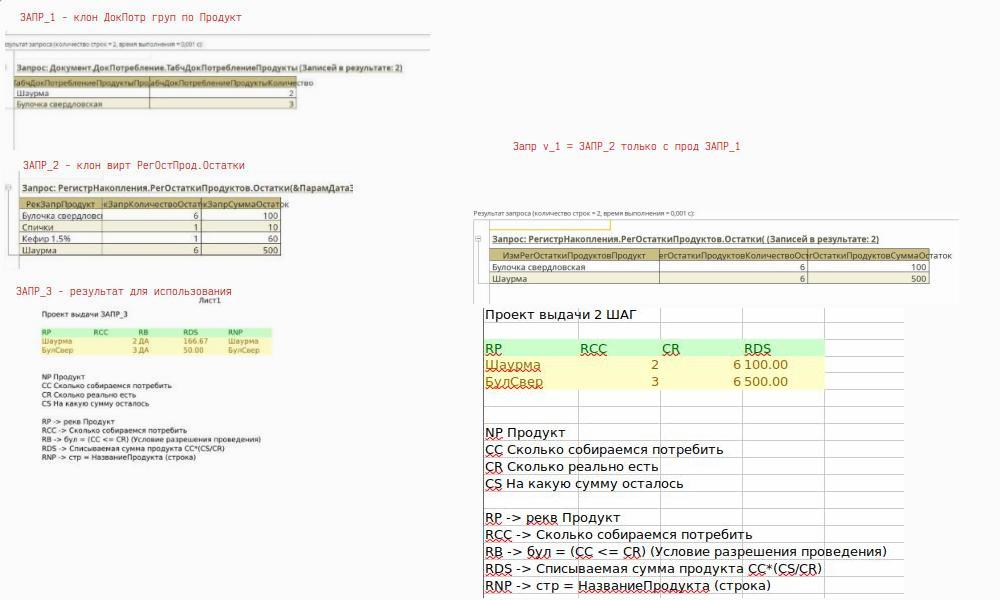 ЗАПР_1 - клон ДокПотр груп по Продукт
зультат запроса (количество строк = 2, время выполнения = 0,001 с):
Запрос: Документ.ДокПотребление.ТабчДокПотреблениеПродукты (Записей в результате: 2)
ТабчДокПотреблениеПродуктыПро абчДокПотреблениеПродуктыКоличество
Шаурма 2
Булочка свердловская 3
ЗАПР_2 - клон вирт РегОстПрод.Остатки
Запрос: РегистрНакопления.РегОстаткиПродуктов.Остатки(&ПарамДата
РекЗапрПродукт кЗапрКоличествоОстат кЗапрСуммаОстаток
Булочка свердловс 6 100
Спички 1 10
Кефир 1.5% 1 60
Шаурма 6 500
ЗАПР_3 - результат для использования
Лист1
Проект выдачи ЗАПР_3
RP RCC RB RDS RNP
Шаурма 2 ДА 166.67 Шаурма
БулСвер 3 ДА 50.00 БулСвер
NP Продукт
CC Сколько собираемся потребить
CR Сколько реально есть
CS На какую сумму осталось
RP -> рекв Продукт
RCC -> Сколько собираемся потребить
RB -> бул = (CC <= CR) (Условие разрешения проведения)
RDS -> Списываемая сумма продукта CC*(CS/CR)
RNP -> стр = НазваниеПродукта (строка)
Запр v_1 = ЗАПР_2 только с прод ЗАПР_1
Результат запроса (количество строк = 2, время выполнения = 0,001 с):
Запрос: РегистрНакопления.РегОстаткиПродуктов.Остатки( (Записей в результате: 2)
ИзмРегОстаткиПродуктовПродукт егОстаткиПродуктовКоличествоОст гОстаткиПродуктовСуммаОстаток
Булочка свердловская 6 100
Шаурма 6 500
Проект выдачи 2 ШАГ
RP RCC CR RDS
Шаурма 2 6 100.00
БулСвер 3 6 500.00
NP Продукт
CC Сколько собираемся потребить
CR Сколько реально есть
CS На какую сумму осталось
RP -> рекв Продукт
RCC -> Сколько собираемся потребить
RB -> бул = (CC <= CR) (Условие разрешения проведения)
RDS -> Списываемая сумма продукта CC*(CS/CR)
RNP -> стр = НазваниеПродукта (строка)